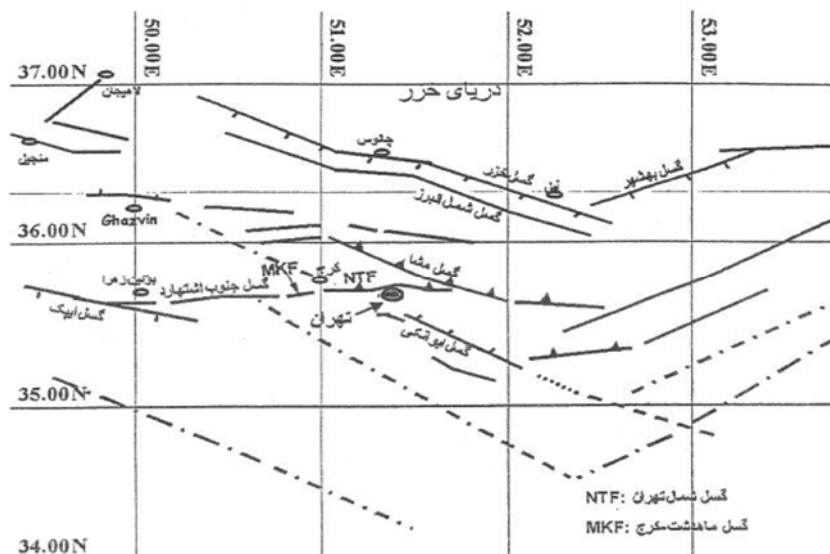 50.00E
51.00E
52.00E
53.00E
37.00N
دریای خزر
لاهیجان
چالوس
منجیل
گسل خزر
آمل
گسل بهشهر
گسل شمال البرز
Ghazvin
36.00N
گسل مشا
کرج
MKF
NTF
گسل جنوب اشتهارد
بوئین زهرا
گسل ایپک
تهران
گسل ایوانکی
35.00N
NTF: گسل شمال تهران
MKF: گسل ماهدشت-کرج
34.00N